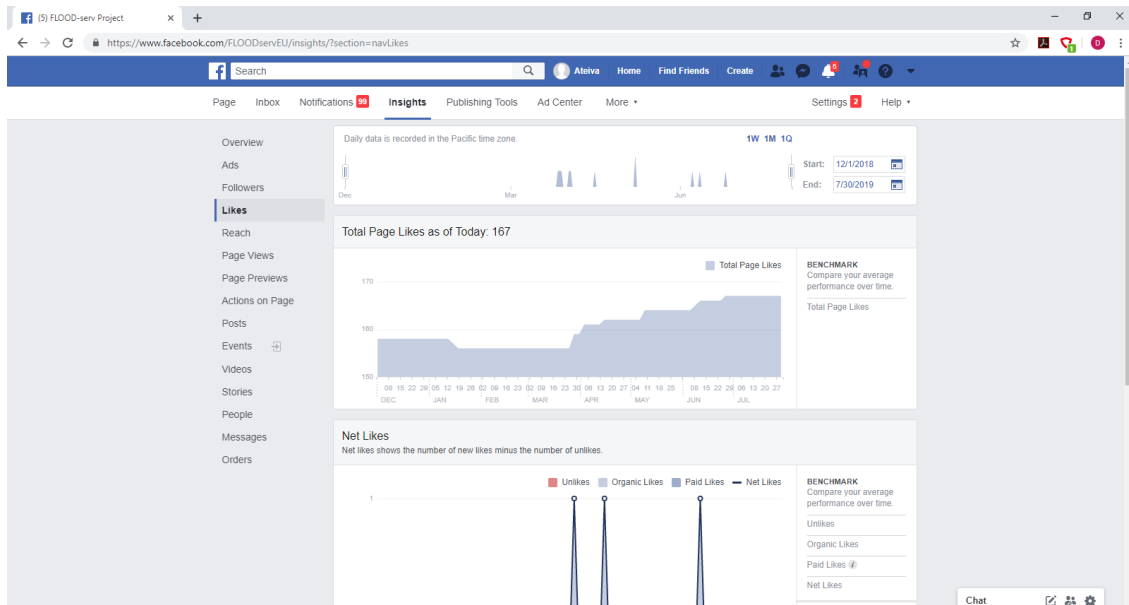 (5) FLOOD-serv Project
https://www.facebook.com/FLOODservEU/insights/?section=navLikes
Search
Ateiva Home Find Friends Create 6
Page Inbox Notifications 99 Insights Publishing Tools Ad Center More Settings 2 Help
Overview
Ads
Followers
Likes
Reach
Page Views
Page Previews
Actions on Page
Posts
Events
Videos
Stories
People
Messages
Orders
Daily data is recorded in the Pacific time zone.
1W 1M 1Q
Start: 12/1/2018
End: 7/30/2019
Dec Mar Jun
Total Page Likes as of Today: 167
Total Page Likes
170
160
150
08 15 22 29 05 12 19 26 02 09 16 23 02 09 16 23 30 06 13 20 27 04 11 18 25 08 15 22 29 06 13 20 27
DEC JAN FEB MAR APR MAY JUN JUL
BENCHMARK
Compare your average
performance over time.
Total Page Likes
Net Likes
Net likes shows the number of new likes minus the number of unlikes.
Unlikes Organic Likes Paid Likes Net Likes
1
BENCHMARK
Compare your average
performance over time.
Unlikes
Organic Likes
Paid Likes i
Net Likes
Chat